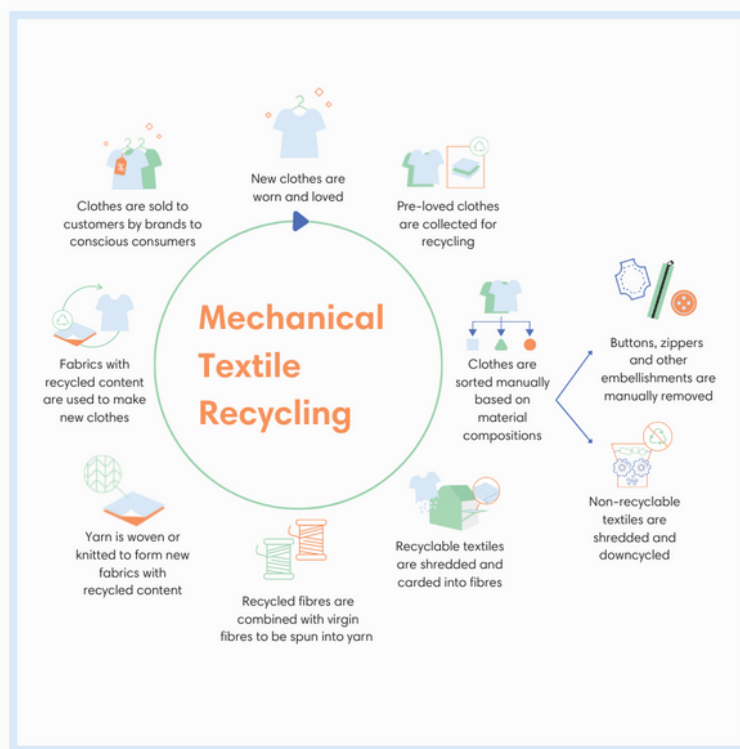 Mechanical
Textile
Recycling
New clothes are
worn and loved
Pre-loved clothes
are collected for
recycling
Clothes are
sorted manually
based on
material
compositions
Buttons, zippers
and other
embellishments are
manually removed
Non-recyclable
textiles are
shredded and
downcycled
Recyclable textiles
are shredded and
carded into fibres
Recycled fibres are
combined with virgin
fibres to be spun into yarn
Yarn is woven or
knitted to form new
fabrics with
recycled content
Fabrics with
recycled content
are used to make
new clothes
Clothes are sold to
customers by brands to
conscious consumers
%